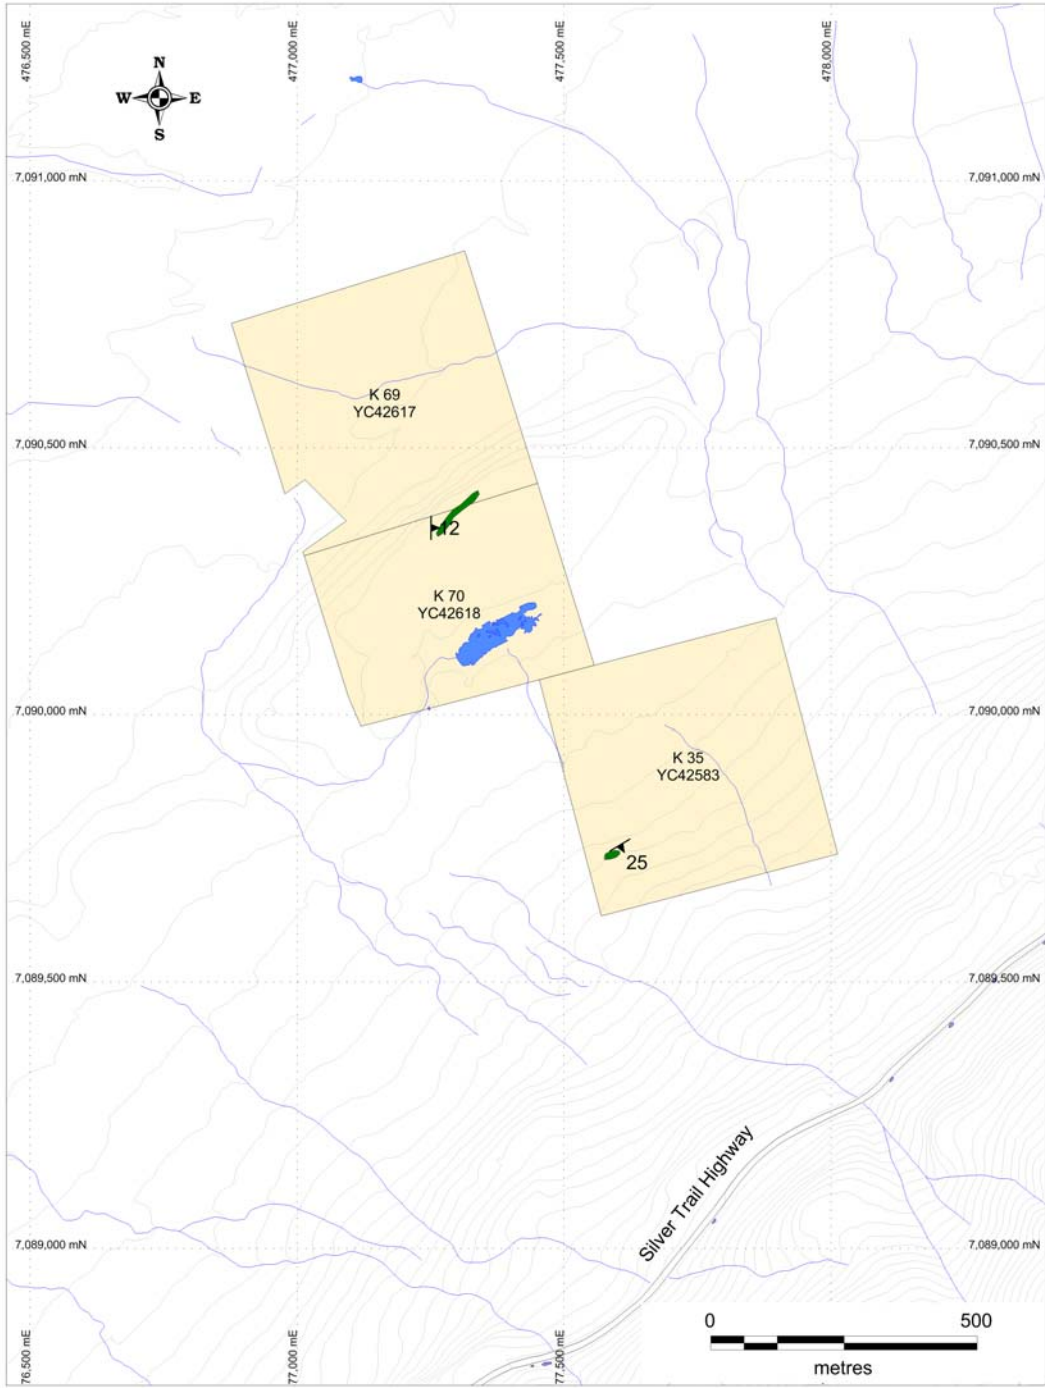 476,500 mE
477,000 mE
477,500 mE
478,000 mE
N
W E
S
7,091,000 mN
7,091,000 mN
K 69
YC42617
7,090,500 mN
7,090,500 mN
12
K 70
YC42618
7,090,000 mN
7,090,000 mN
K 35
YC42583
25
7,089,500 mN
7,089,500 mN
Silver Trail Highway
7,089,000 mN
7,089,000 mN
0 500
metres
76,500 mE
77,000 mE
77,500 mE